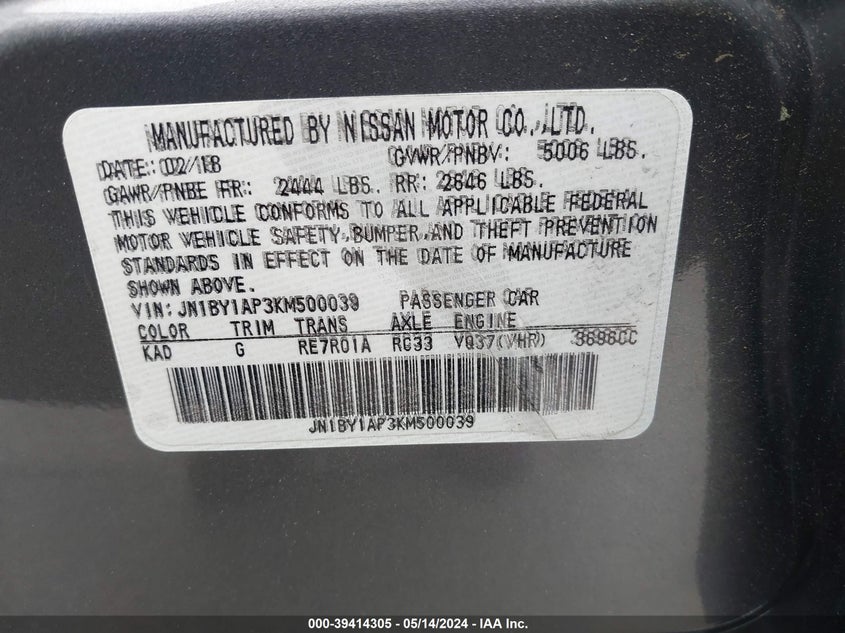 MANUFACTURED BY NISSAN MOTOR CO., LTD.
DATE: 02/18 GVWR/PNBV: 5006 LBS.
GAWR/PNBE FR: 2444 LBS. RR: 2646 LBS.
THIS VEHICLE CONFORMS TO ALL APPLICABLE FEDERAL
MOTOR VEHICLE SAFETY, BUMPER, AND THEFT PREVENTION
STANDARDS IN EFFECT ON THE DATE OF MANUFACTURE
SHOWN ABOVE.
VIN: JN1BY1AP3KM500039 PASSENGER CAR
COLOR TRIM TRANS AXLE ENGINE
KAD G RE7R01A RC33 VQ37(VHR) 3696CC
JN1BY1AP3KM500039
000-39414305 - 05/14/2024 - IAA Inc.